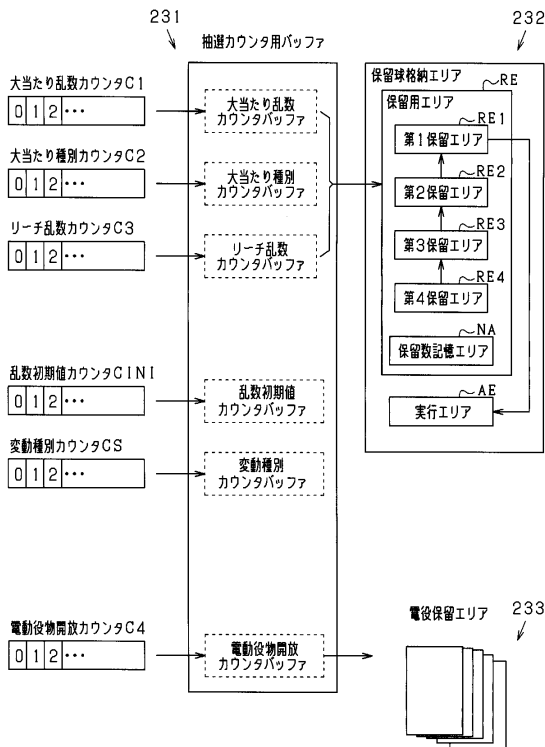 231
232
抽選カウンタ用バッファ
大当たり乱数カウンタC1
0 1 2 ・・・
大当たり乱数
カウンタバッファ
大当たり種別カウンタC2
0 1 2 ・・・
大当たり種別
カウンタバッファ
リーチ乱数カウンタC3
0 1 2 ・・・
リーチ乱数
カウンタバッファ
乱数初期値カウンタCINI
0 1 2 ・・・
乱数初期値
カウンタバッファ
変動種別カウンタCS
0 1 2 ・・・
変動種別
カウンタバッファ
電動役物開放カウンタC4
0 1 2 ・・・
電動役物開放
カウンタバッファ
保留球格納エリア
RE
保留用エリア
RE1
第1保留エリア
RE2
第2保留エリア
RE3
第3保留エリア
RE4
第4保留エリア
NA
保留数記憶エリア
AE
実行エリア
電役保留エリア
233